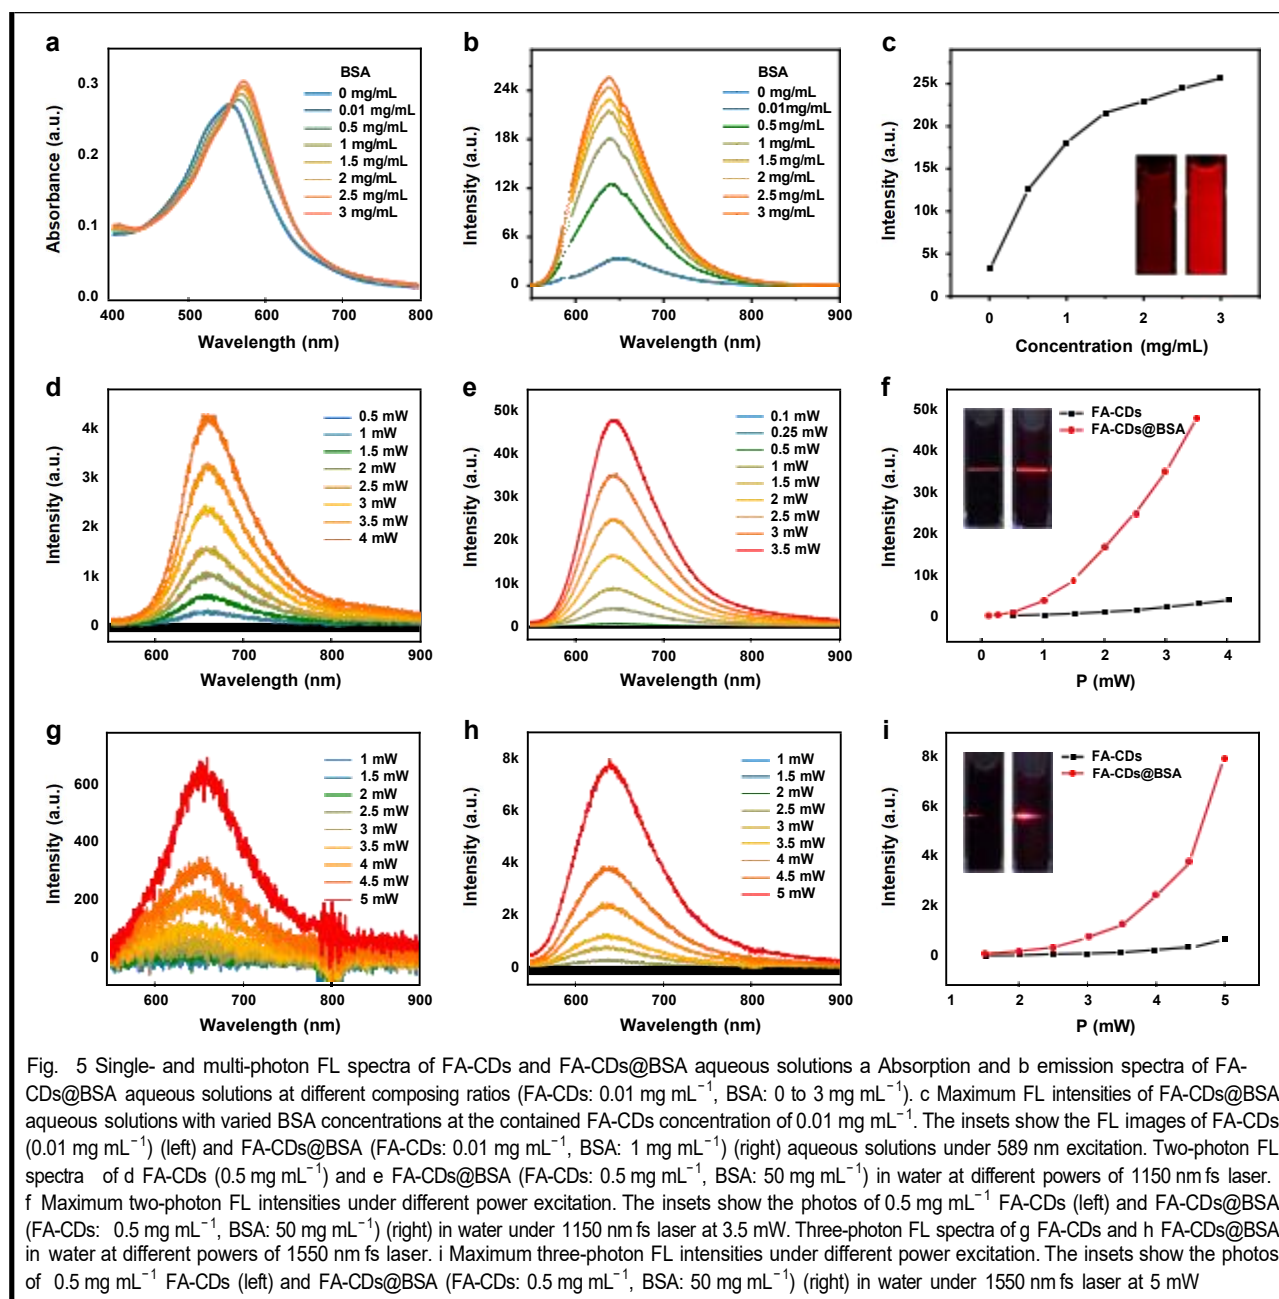 a
0.3
0.2
0.1
0.0
Absorbance (a.u.)
BSA
0 mg/mL
0.01 mg/mL
0.5 mg/mL
1 mg/mL
1.5 mg/mL
2 mg/mL
2.5 mg/mL
3 mg/mL
400 500 600 700 800
Wavelength (nm)
b
24k
18k
12k
6k
0
Intensity (a.u.)
BSA
0 mg/mL
0.01mg/mL
0.5mg/mL
1 mg/mL
1.5mg/mL
2 mg/mL
2.5mg/mL
3 mg/mL
600 700 800 900
Wavelength (nm)
c
25k
20k
15k
10k
5k
0
Intensity (a.u.)
0 1 2 3
Concentration (mg/mL)
d
4k
3k
2k
1k
0
Intensity (a.u.)
0.5 mW
1 mW
1.5 mW
2 mW
2.5 mW
3 mW
3.5 mW
4 mW
600 700 800 900
Wavelength (nm)
e
50k
40k
30k
20k
10k
0
Intensity (a.u.)
0.1 mW
0.25 mW
0.5 mW
1 mW
1.5 mW
2 mW
2.5 mW
3 mW
3.5 mW
600 700 800 900
Wavelength (nm)
f
50k
40k
30k
20k
10k
0
Intensity (a.u.)
FA-CDs
FA-CDs@BSA
0 1 2 3 4
P (mW)
g
600
400
200
0
Intensity (a.u.)
1 mW
1.5 mW
2 mW
2.5 mW
3 mW
3.5 mW
4 mW
4.5 mW
5 mW
600 700 800 900
Wavelength (nm)
h
8k
6k
4k
2k
0
Intensity (a.u.)
1 mW
1.5 mW
2 mW
2.5 mW
3 mW
3.5 mW
4 mW
4.5 mW
5 mW
600 700 800 900
Wavelength (nm)
i
8k
6k
4k
2k
0
Intensity (a.u.)
FA-CDs
FA-CDs@BSA
1 2 3 4 5
P (mW)
Fig. 5 Single- and multi-photon FL spectra of FA-CDs and FA-CDs@BSA aqueous solutions a Absorption and b emission spectra of FA-
CDs@BSA aqueous solutions at different composing ratios (FA-CDs: 0.01 mg mL⁻¹, BSA: 0 to 3 mg mL⁻¹). c Maximum FL intensities of FA-CDs@BSA
aqueous solutions with varied BSA concentrations at the contained FA-CDs concentration of 0.01 mg mL⁻¹. The insets show the FL images of FA-CDs
(0.01 mg mL⁻¹) (left) and FA-CDs@BSA (FA-CDs: 0.01 mg mL⁻¹, BSA: 1 mg mL⁻¹) (right) aqueous solutions under 589 nm excitation. Two-photon FL
spectra of d FA-CDs (0.5 mg mL⁻¹) and e FA-CDs@BSA (FA-CDs: 0.5 mg mL⁻¹, BSA: 50 mg mL⁻¹) in water at different powers of 1150 nm fs laser.
f Maximum two-photon FL intensities under different power excitation. The insets show the photos of 0.5 mg mL⁻¹ FA-CDs (left) and FA-CDs@BSA
(FA-CDs: 0.5 mg mL⁻¹, BSA: 50 mg mL⁻¹) (right) in water under 1150 nm fs laser at 3.5 mW. Three-photon FL spectra of g FA-CDs and h FA-CDs@BSA
in water at different powers of 1550 nm fs laser. i Maximum three-photon FL intensities under different power excitation. The insets show the photos
of 0.5 mg mL⁻¹ FA-CDs (left) and FA-CDs@BSA (FA-CDs: 0.5 mg mL⁻¹, BSA: 50 mg mL⁻¹) (right) in water under 1550 nm fs laser at 5 mW